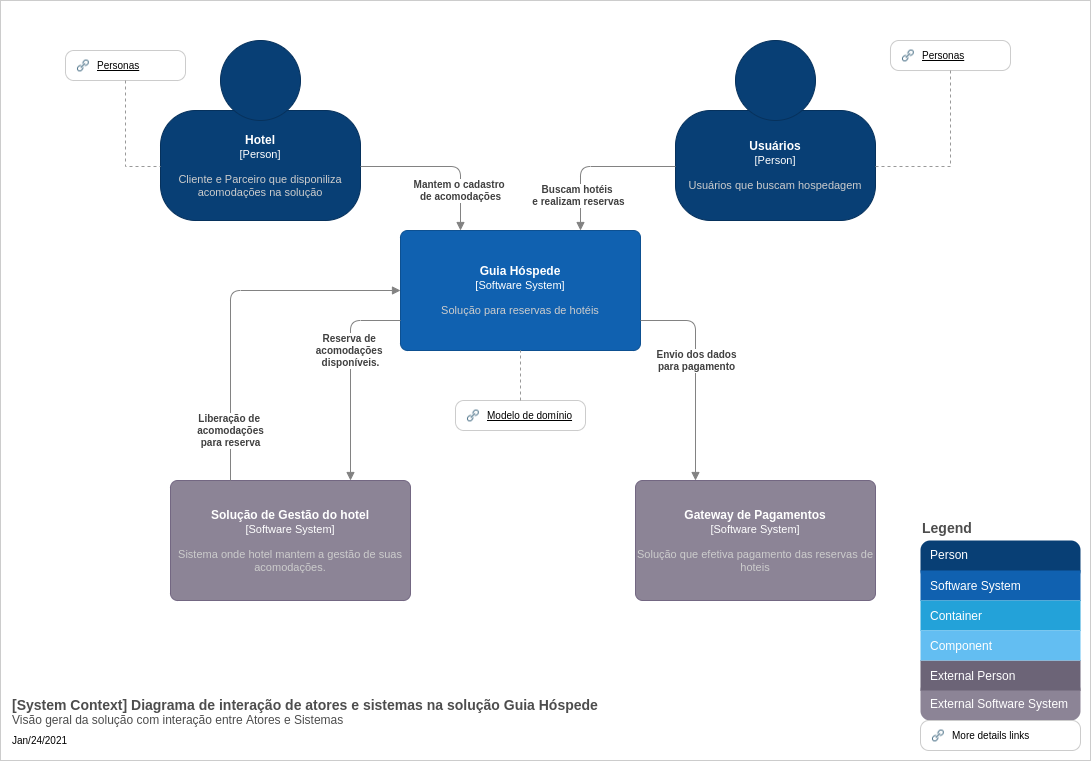 Personas
Personas
Hotel
[Person]
Cliente e Parceiro que disponiliza
acomodações na solução
Usuários
[Person]
Usuários que buscam hospedagem
Mantem o cadastro
de acomodações
Buscam hotéis
e realizam reservas
Guia Hóspede
[Software System]
Solução para reservas de hotéis
Reserva de
acomodações
disponíveis.
Envio dos dados
para pagamento
Modelo de domínio
Liberação de
acomodações
para reserva
Solução de Gestão do hotel
[Software System]
Sistema onde hotel mantem a gestão de suas
acomodações.
Gateway de Pagamentos
[Software System]
Solução que efetiva pagamento das reservas de
hoteis
Legend
Person
Software System
Container
Component
External Person
External Software System
More details links
[System Context] Diagrama de interação de atores e sistemas na solução Guia Hóspede
Visão geral da solução com interação entre Atores e Sistemas
Jan/24/2021